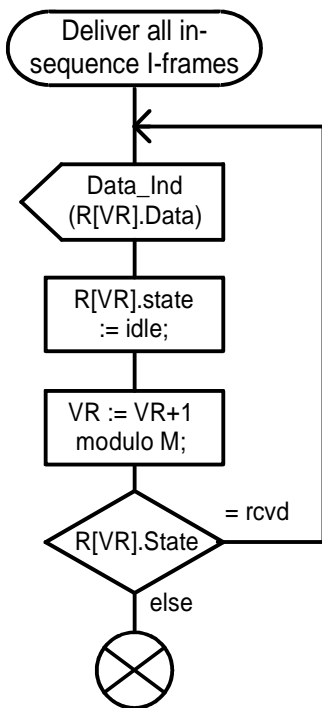 Deliver all in-
sequence I-frames
Data_Ind
(R[VR].Data)
R[VR].state
:= idle;
VR := VR+1
modulo M;
= rcvd
R[VR].State
else